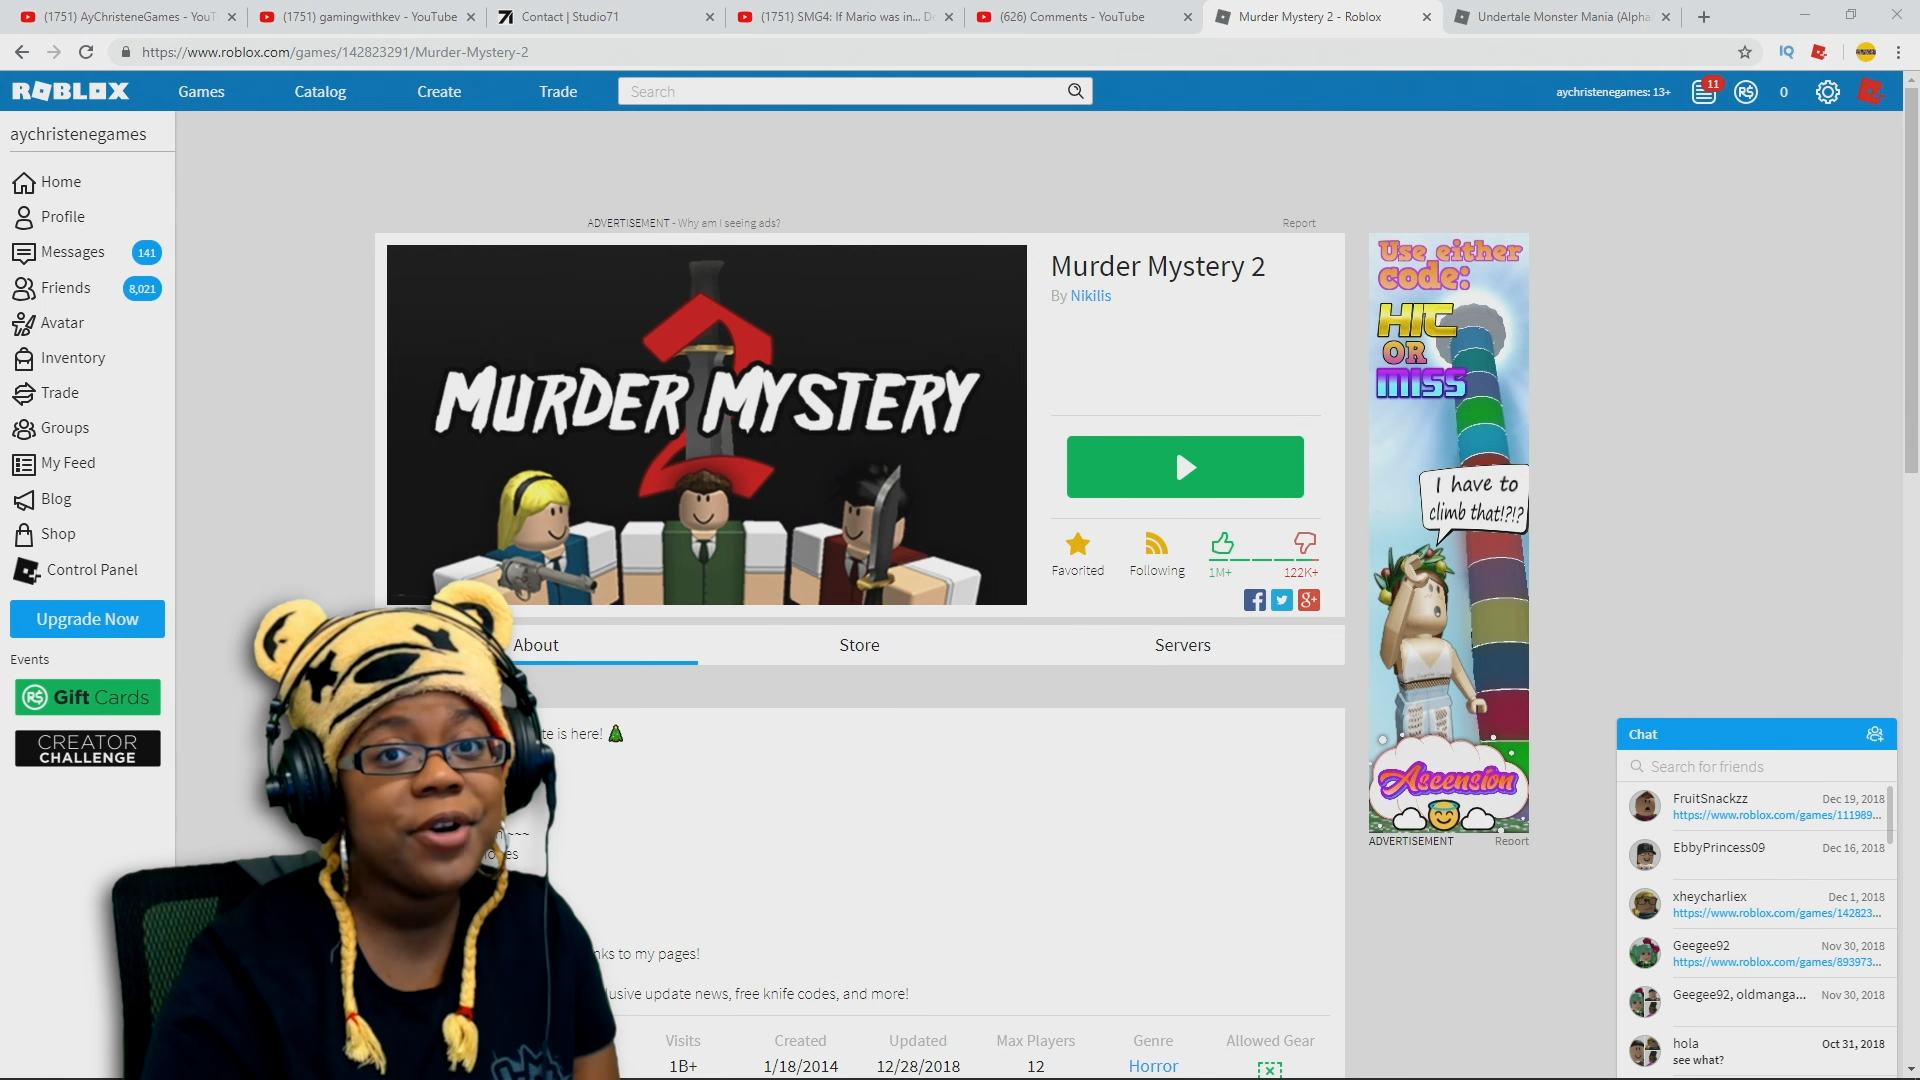 (1751) AyChristeneGames - YouT
(1751) gamingwithkev - YouTube
Contact | Studio71
(1751) SMG4: If Mario was in...
(626) Comments - YouTube
Murder Mystery 2 - Roblox
Undertale Monster Mania (Alpha
https://www.roblox.com/games/142823291/Murder-Mystery-2
IQ
ROBLOX
Games
Catalog
Create
Trade
Search
aychristenegames: 13+
11
R$
0
aychristenegames
Home
Profile
Messages
141
Friends
8,021
Avatar
Inventory
Trade
Groups
My Feed
Blog
Shop
Control Panel
Upgrade Now
Events
R$ Gift Cards
CREATOR
CHALLENGE
ADVERTISEMENT - Why am I seeing ads?
Report
2
MURDER MYSTERY
Murder Mystery 2
By Nikilis
Favorited
Following
1M+
122K+
About
Store
Servers
te is here!
~~~
nks to my pages!
lusive update news, free knife codes, and more!
Visits
Created
Updated
Max Players
Genre
Allowed Gear
1B+
1/18/2014
12/28/2018
12
Horror
Use either
code:
HIT
OR
MISS
I have to
climb that!?!?
Ascension
ADVERTISEMENT
Report
Chat
Search for friends
FruitSnackzz
Dec 19, 2018
https://www.roblox.com/games/111989...
EbbyPrincess09
Dec 16, 2018
xheycharliex
Dec 1, 2018
https://www.roblox.com/games/142823...
Geegee92
Nov 30, 2018
https://www.roblox.com/games/893973...
Geegee92, oldmanga...
Nov 30, 2018
hola
Oct 31, 2018
see what?